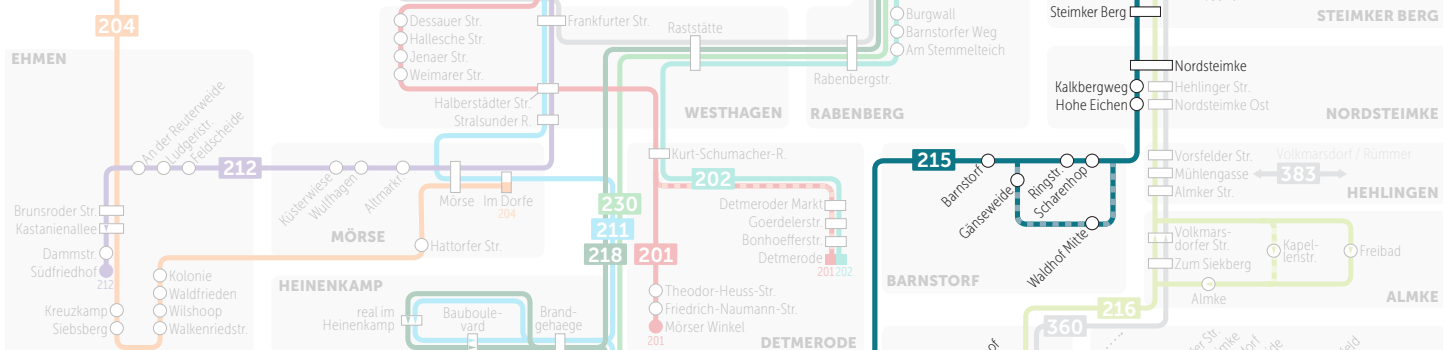 204
EHMEN
An der Reuterweide
Ludgeristr.
Feldscheide
212
Brunsroder Str.
Kastanienallee
Dammstr.
Südfriedhof
212
Kreuzkamp
Siebsberg
Kolonie
Waldfrieden
Wilshoop
Walkenriedstr.
Küsterwiese
Wulfhagen
Altmarkt
Mörse
Im Dorfe
204
MÖRSE
Hattorfer Str.
HEINENKAMP
real im
Heinenkamp
Bauboule-
vard
Brand-
gehaege
Dessauer Str.
Hallesche Str.
Jenaer Str.
Weimarer Str.
Frankfurter Str.
Halberstädter Str.
Stralsunder R.
Raststätte
WESTHAGEN
Burgwall
Barnstorfer Weg
Am Stemmelteich
Rabenbergstr.
RABENBERG
Kurt-Schumacher-R.
202
230
211
218
201
Detmeroder Markt
Goerdelerstr.
Bonhoefferstr.
Detmerode
201 202
Theodor-Heuss-Str.
Friedrich-Naumann-Str.
Mörser Winkel
201
DETMERODE
Steimker Berg
STEIMKER BERG
Nordsteimke
Kalkbergweg
Hohe Eichen
Hehlinger Str.
Nordsteimke Ost
NORDSTEIMKE
215
Barnstorf
Gänseweide
Ringstr.
Scharenhop
Waldhof Mitte
BARNSTORF
Vorsfelder Str.
Mühlengasse
Almker Str.
Volkmarsdorf / Rümmer
383
HEHLINGEN
Volkmars-
dorfer Str.
Zum Siekberg
Kapel-
lenstr.
Freibad
Almke
ALMKE
216
360